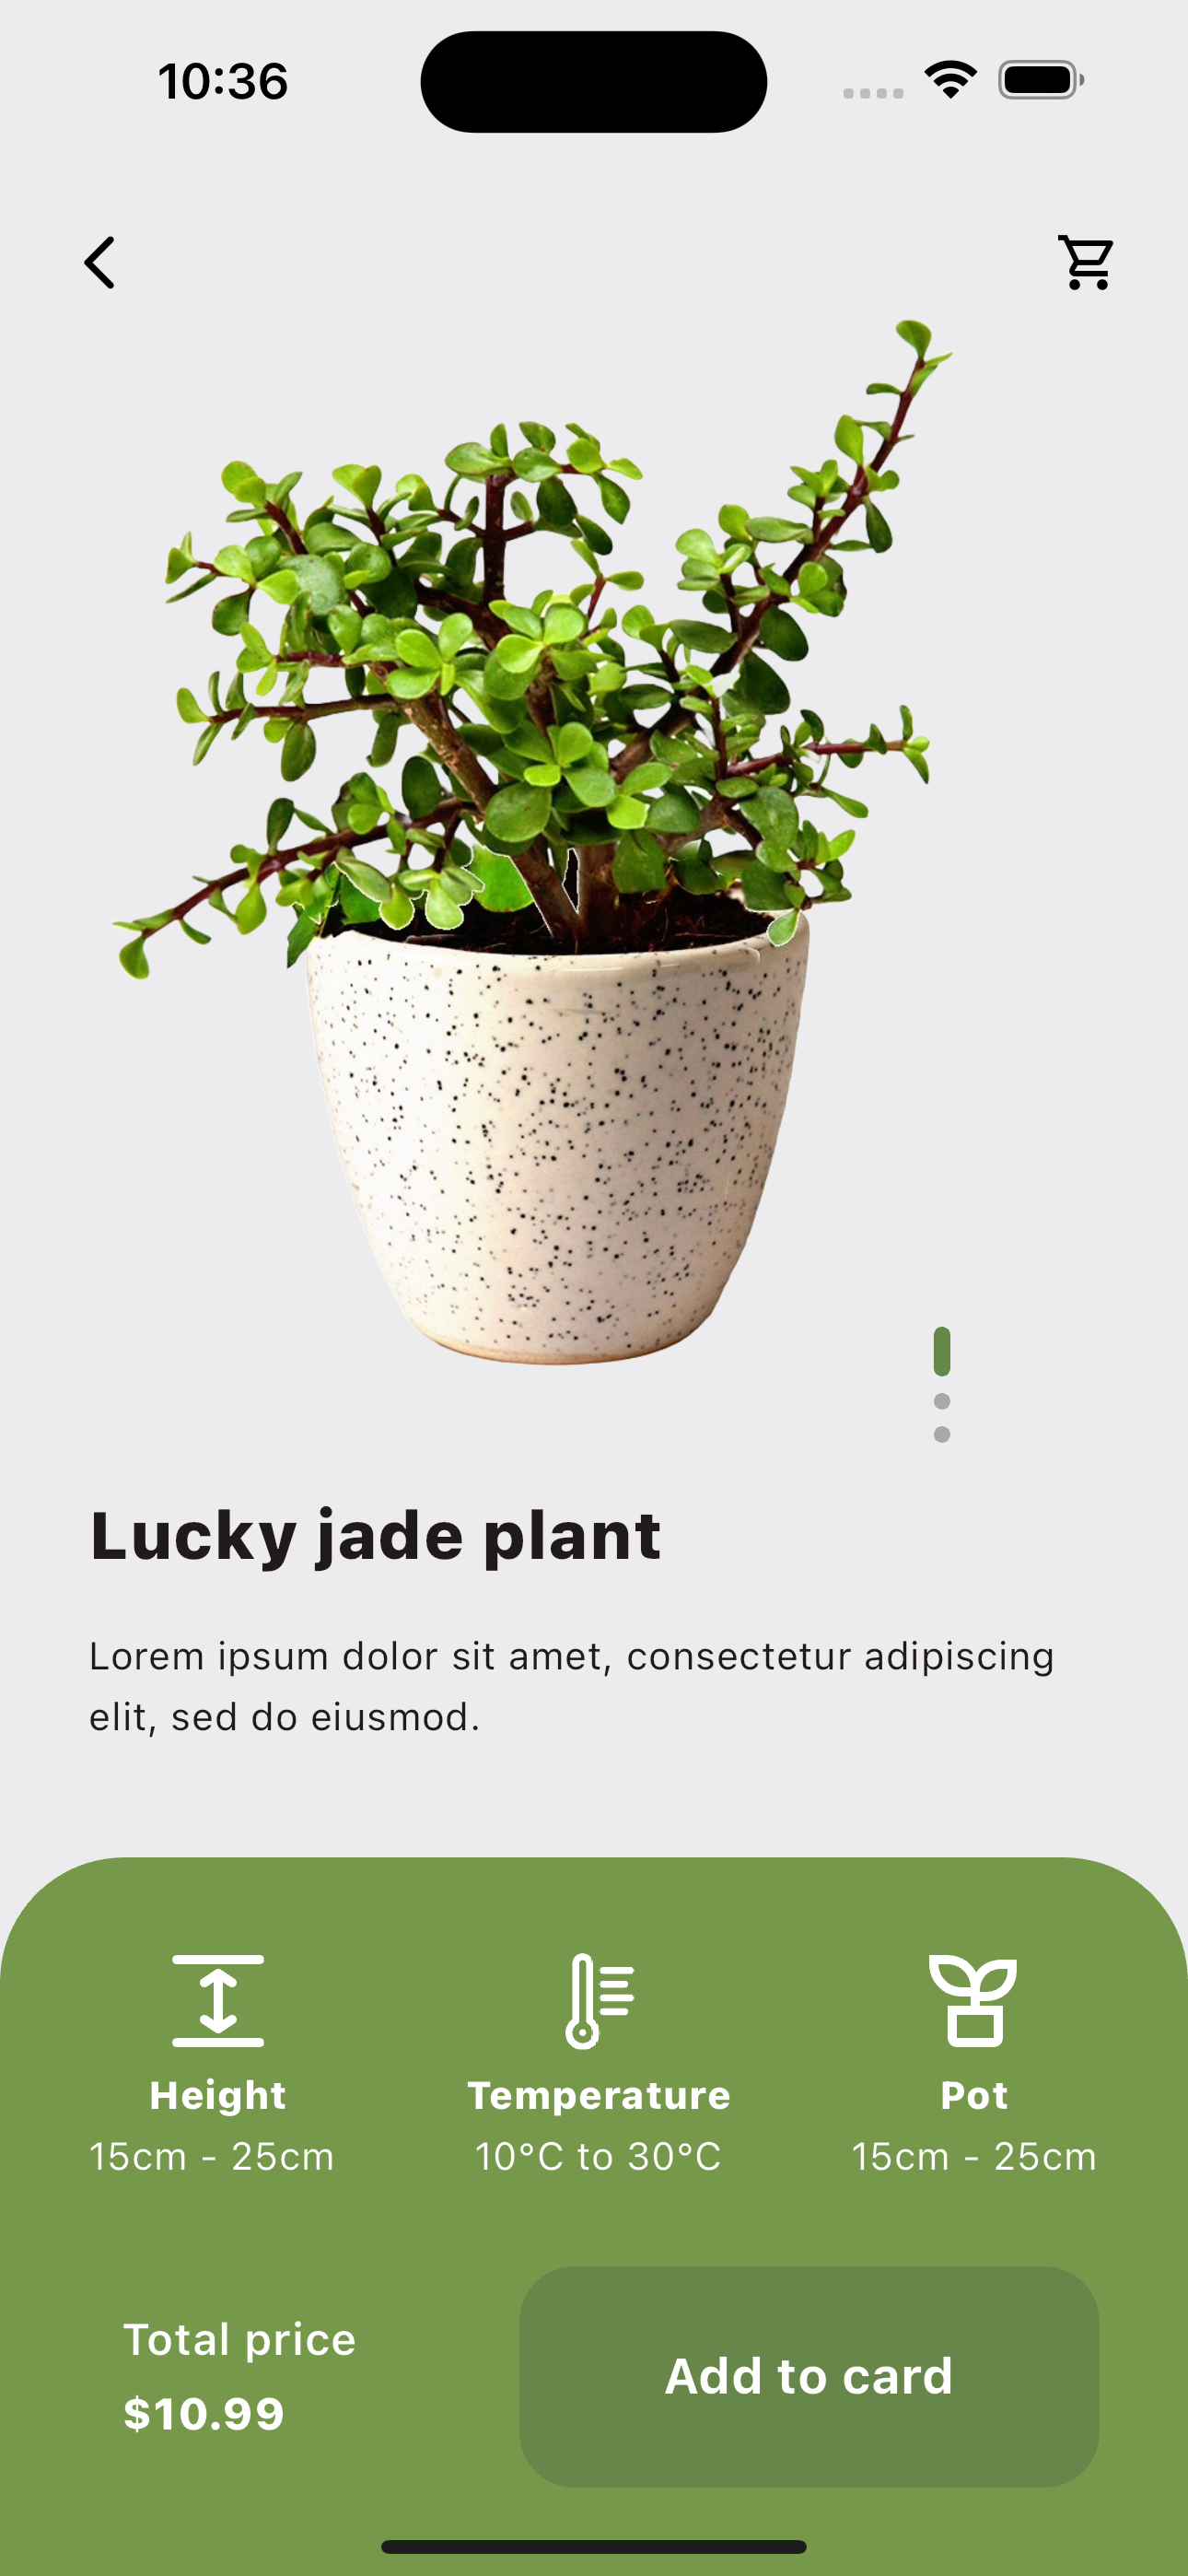 10:36
Lucky jade plant
Lorem ipsum dolor sit amet, consectetur adipiscing
elit, sed do eiusmod.
Height
15cm - 25cm
Temperature
10°C to 30°C
Pot
15cm - 25cm
Total price
$10.99
Add to card